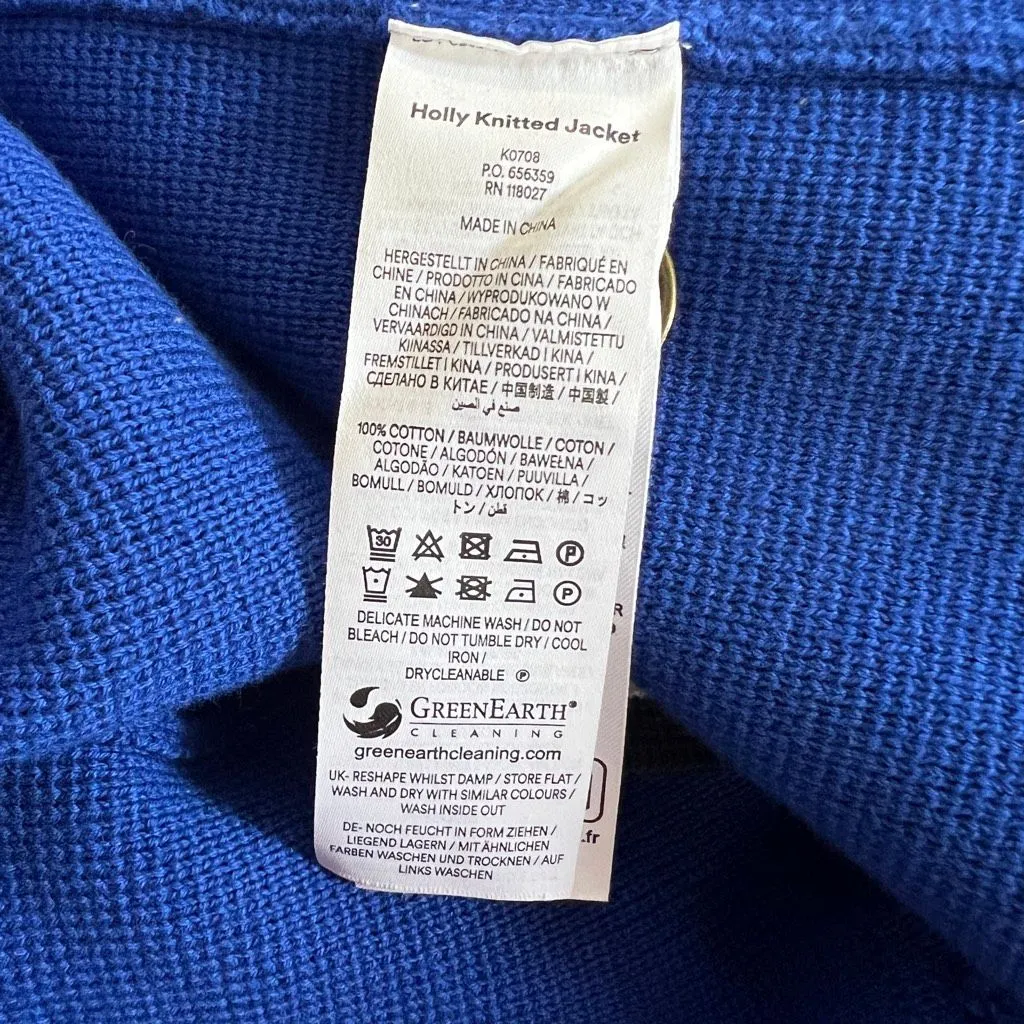 Holly Knitted Jacket
K0708
P.O. 656359
RN 118027
MADE IN CHINA
HERGESTELLT IN CHINA / FABRIQUÉ EN
CHINE / PRODOTTO IN CINA / FABRICADO
EN CHINA / WYPRODUKOWANO W
CHINACH / FABRICADO NA CHINA /
VERVAARDIGD IN CHINA / VALMISTETTU
KIINASSA / TILLVERKAD I KINA /
FREMSTILLET I KINA / PRODUSERT I KINA /
СДЕЛАНО В КИТАЕ / 中国制造 / 中国製 /
صنع في الصين
100% COTTON / BAUMWOLLE / COTON /
COTONE / ALGODÓN / BAWEŁNA /
ALGODÃO / KATOEN / PUUVILLA /
BOMULL / BOMULD / ХЛОПОК / 棉 / コッ
トン / قطن
30 P
P
DELICATE MACHINE WASH / DO NOT
BLEACH / DO NOT TUMBLE DRY / COOL
IRON /
DRYCLEANABLE Ⓟ
GREENEARTH®
CLEANING
greenearthcleaning.com
UK- RESHAPE WHILST DAMP / STORE FLAT /
WASH AND DRY WITH SIMILAR COLOURS /
WASH INSIDE OUT
DE- NOCH FEUCHT IN FORM ZIEHEN /
LIEGEND LAGERN / MIT ÄHNLICHEN
FARBEN WASCHEN UND TROCKNEN / AUF
LINKS WASCHEN
.fr